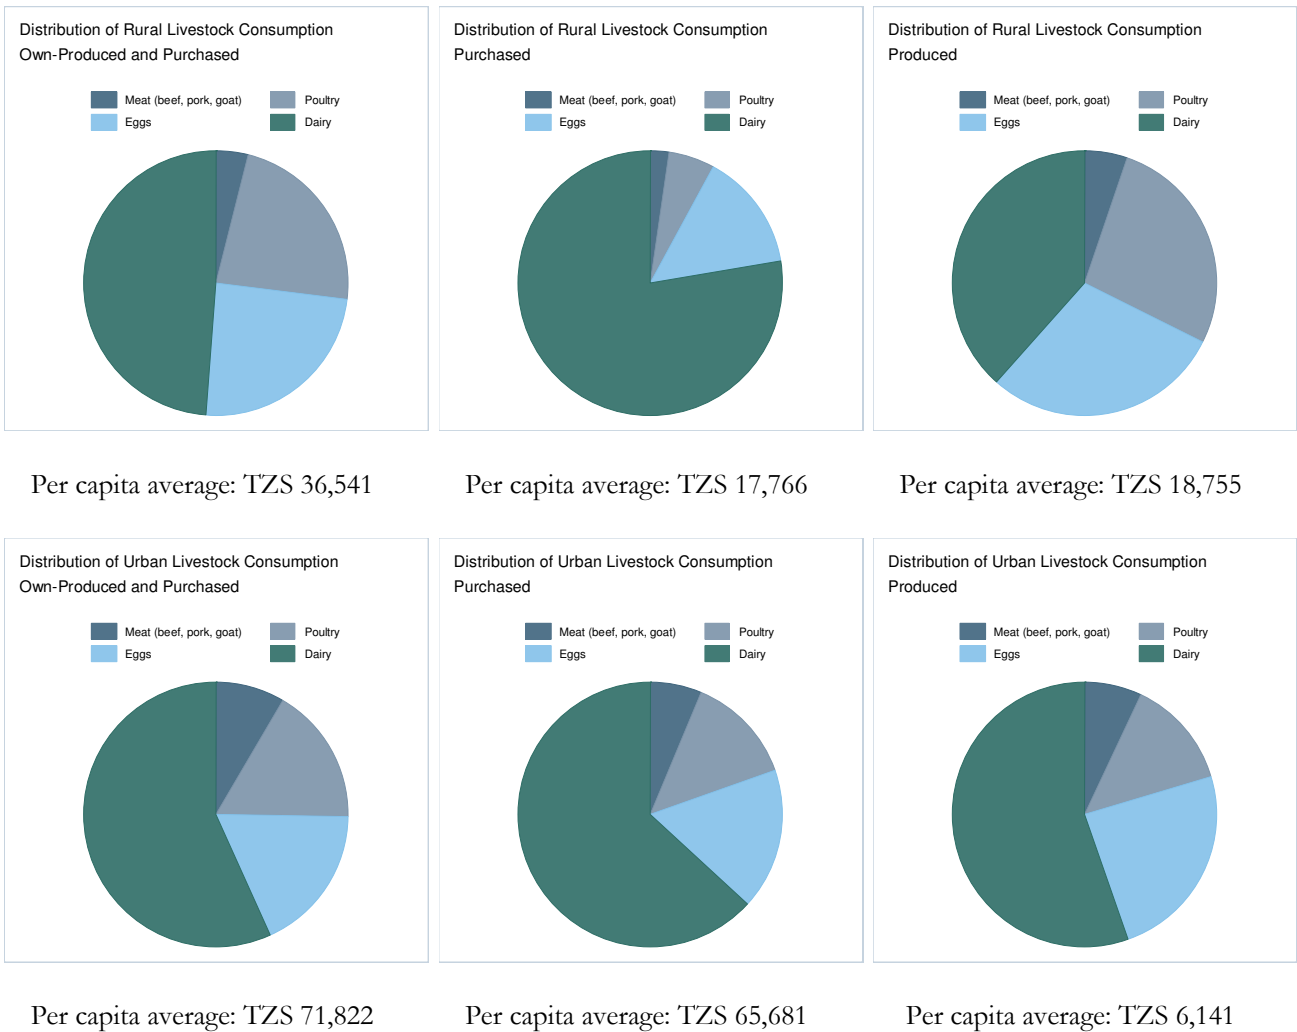 Distribution of Rural Livestock Consumption
Own-Produced and Purchased
Meat (beef, pork, goat)
Poultry
Eggs
Dairy
Per capita average: TZS 36,541
Distribution of Rural Livestock Consumption
Purchased
Meat (beef, pork, goat)
Poultry
Eggs
Dairy
Per capita average: TZS 17,766
Distribution of Rural Livestock Consumption
Produced
Meat (beef, pork, goat)
Poultry
Eggs
Dairy
Per capita average: TZS 18,755
Distribution of Urban Livestock Consumption
Own-Produced and Purchased
Meat (beef, pork, goat)
Poultry
Eggs
Dairy
Per capita average: TZS 71,822
Distribution of Urban Livestock Consumption
Purchased
Meat (beef, pork, goat)
Poultry
Eggs
Dairy
Per capita average: TZS 65,681
Distribution of Urban Livestock Consumption
Produced
Meat (beef, pork, goat)
Poultry
Eggs
Dairy
Per capita average: TZS 6,141